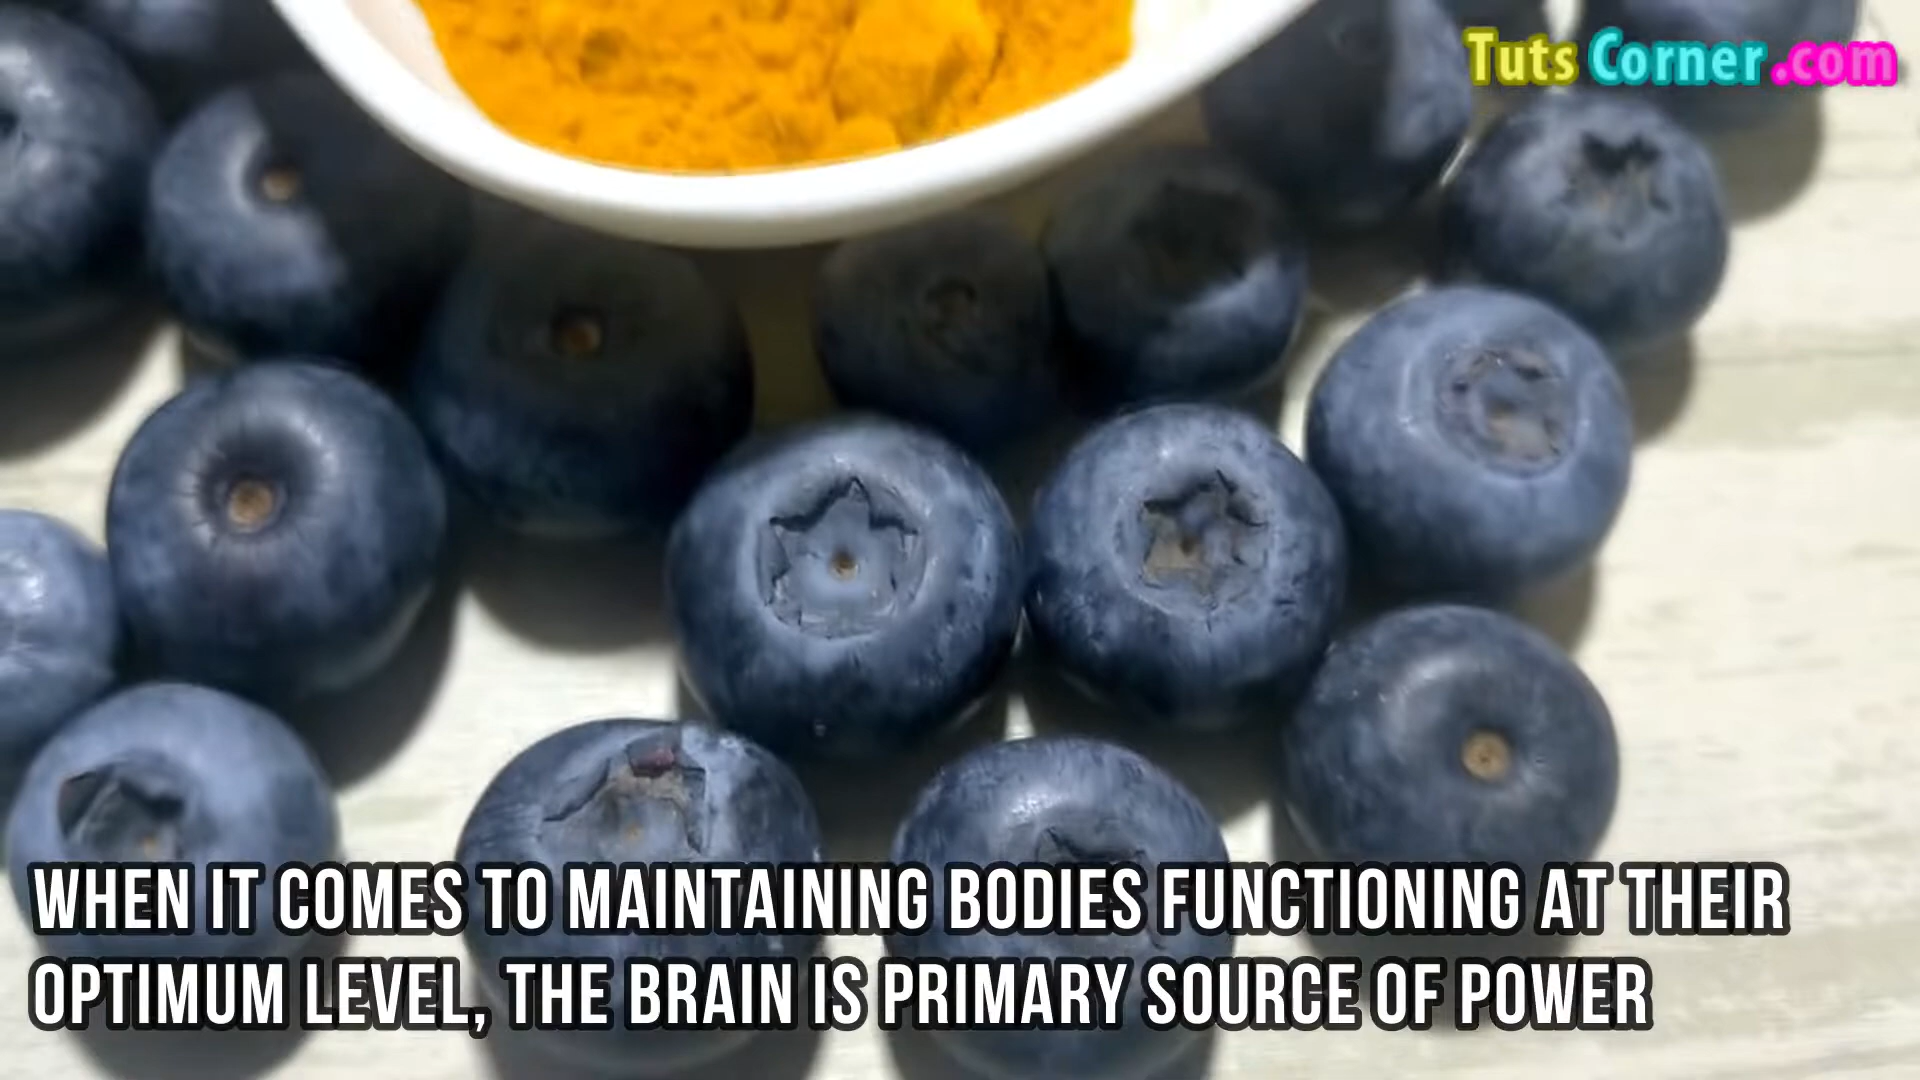 Tuts Corner.com
WHEN IT COMES TO MAINTAINING BODIES FUNCTIONING AT THEIR
OPTIMUM LEVEL, THE BRAIN IS PRIMARY SOURCE OF POWER